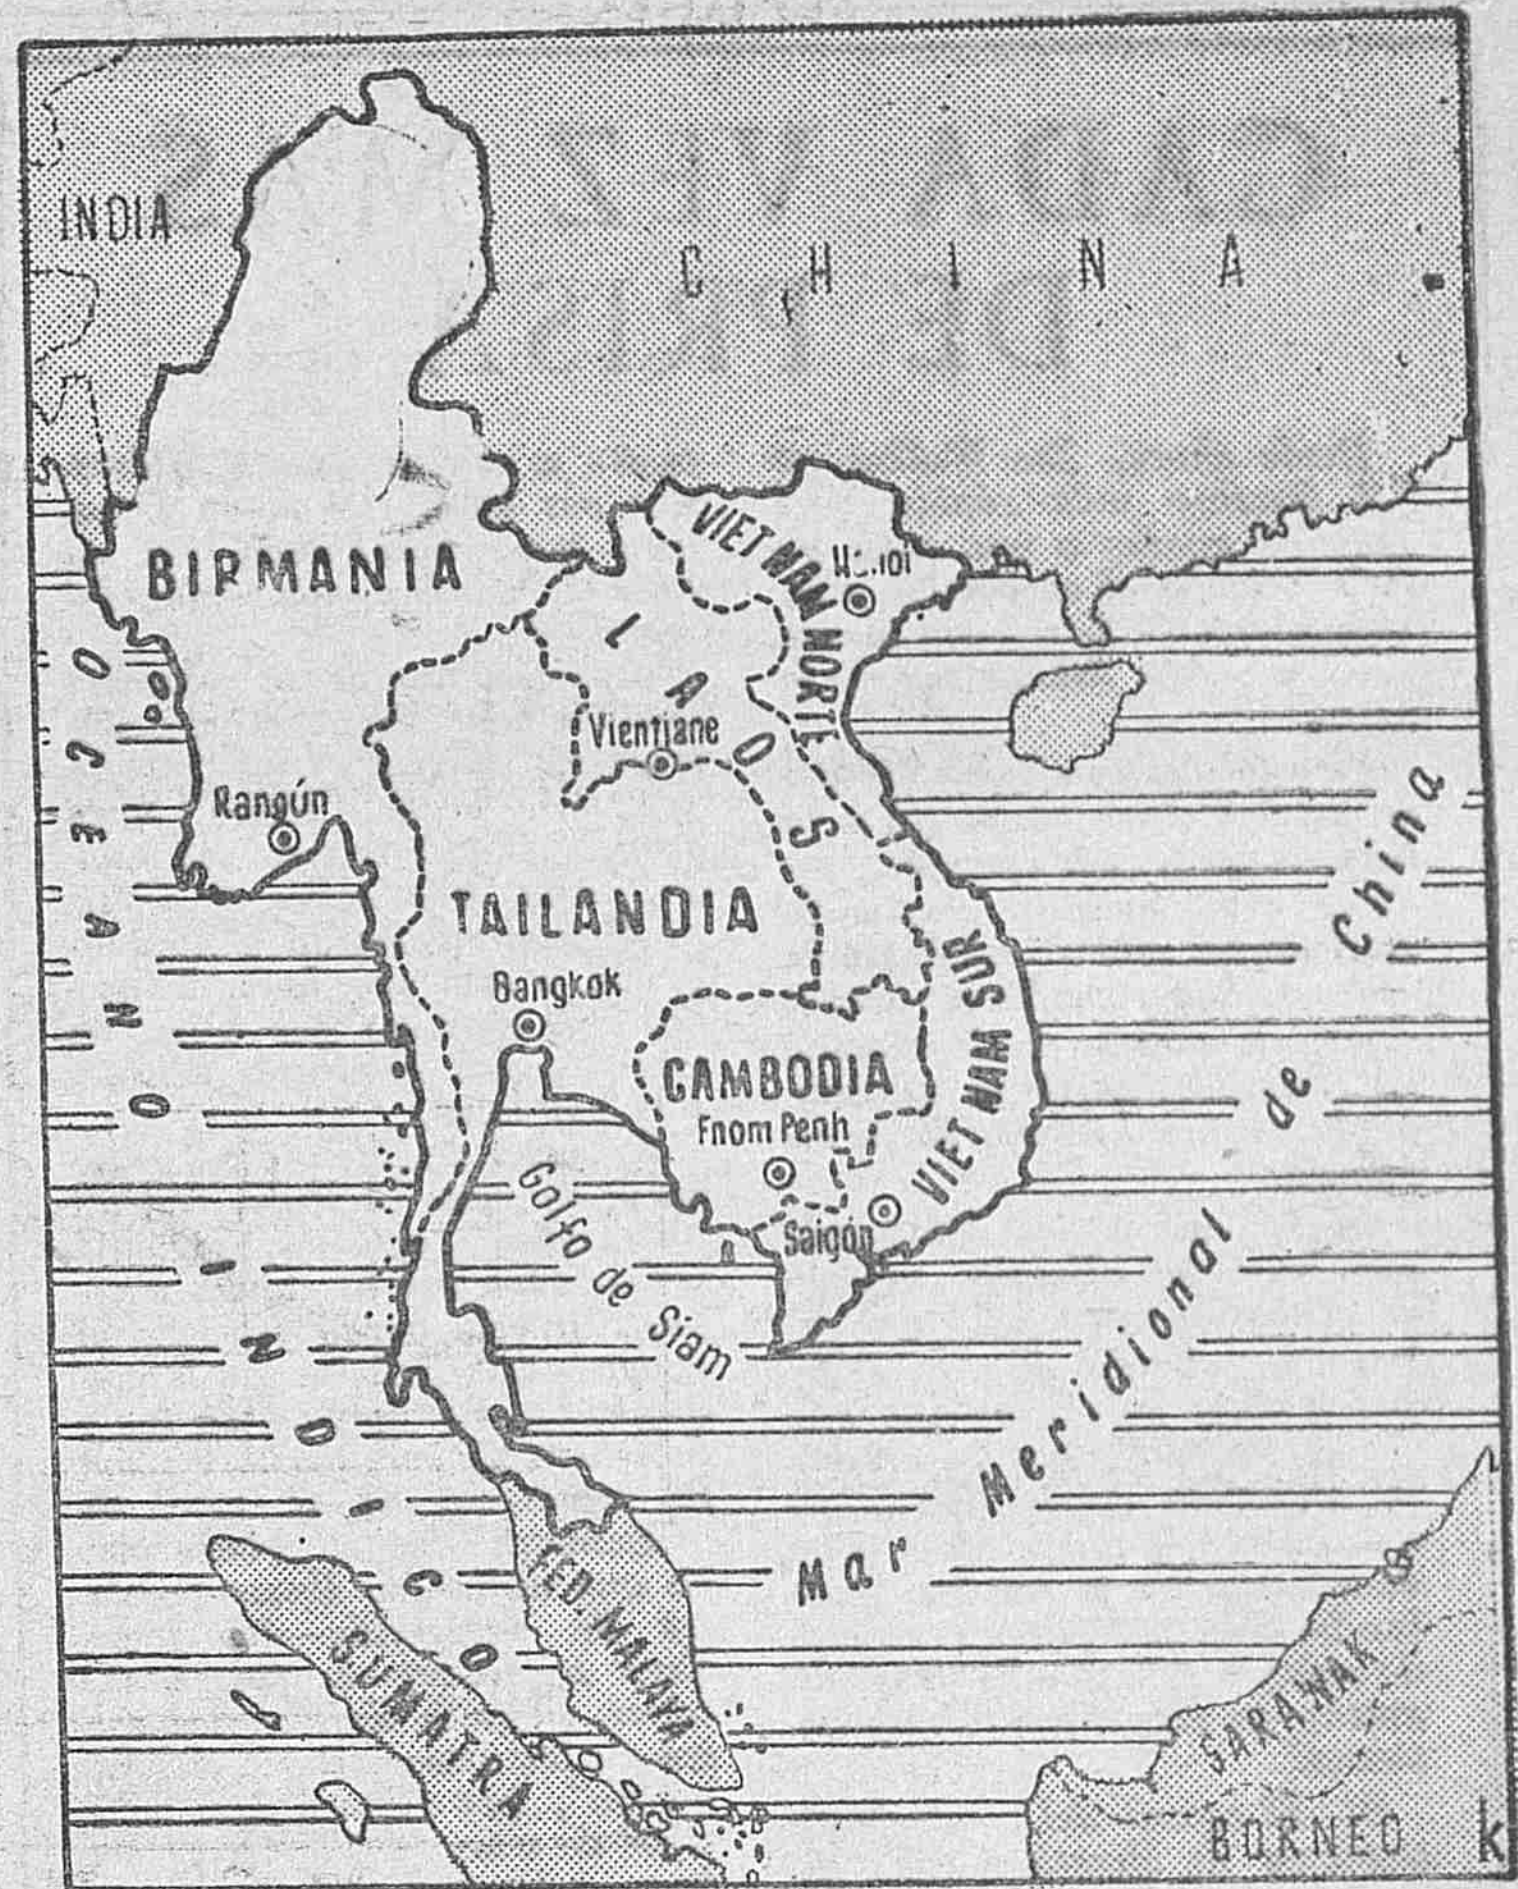 INDIA
CHINA
BIRMANIA
VIET NAM NORTE
LAOS
Vientiane
Rangún
OCEANO INDICO
TAILANDIA
Bangkok
CAMBODIA
Fnom Penh
VIET NAM SUR
Saigón
Golfo de Siam
Mar Meridional de China
FED. MALAYA
SUMATRA
SARAWAK
BORNEO
k